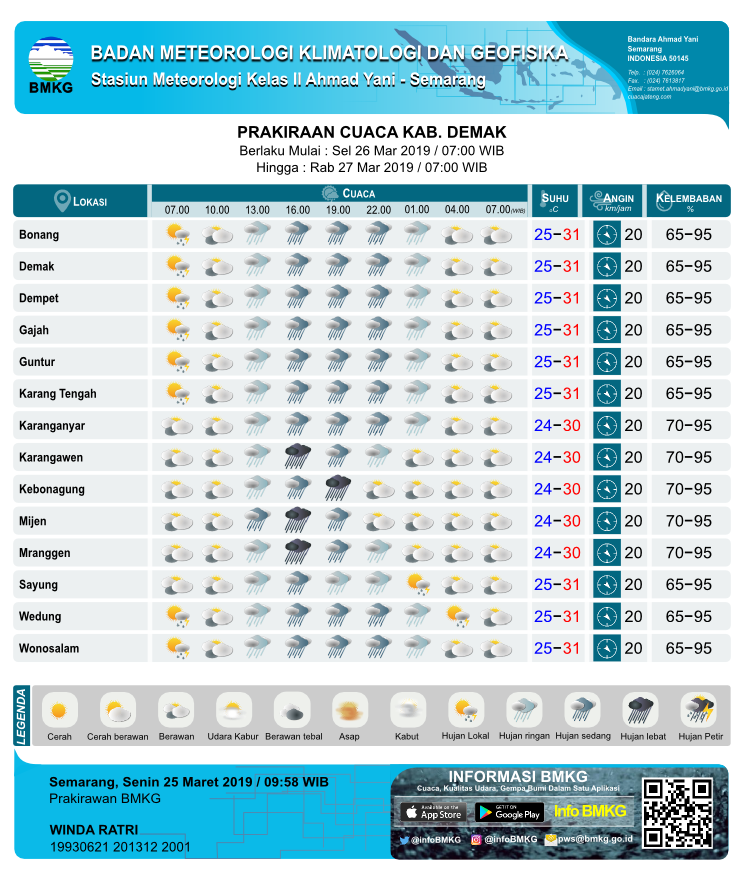 BMKG
BADAN METEOROLOGI KLIMATOLOGI DAN GEOFISIKA
Stasiun Meteorologi Kelas II Ahmad Yani - Semarang
Bandara Ahmad Yani
Semarang
INDONESIA 50145
Telp. : (024) 7626064
Fax. : (024) 7613817
Email : stamet.ahmadyani@bmkg.go.id
cuacajateng.com
PRAKIRAAN CUACA KAB. DEMAK
Berlaku Mulai : Sel 26 Mar 2019 / 07:00 WIB
Hingga : Rab 27 Mar 2019 / 07:00 WIB
LOKASI CUACA SUHU °C ANGIN km/jam KELEMBABAN %
07.00 10.00 13.00 16.00 19.00 22.00 01.00 04.00 07.00 (WIB)
Bonang 25-31 20 65-95
Demak 25-31 20 65-95
Dempet 25-31 20 65-95
Gajah 25-31 20 65-95
Guntur 25-31 20 65-95
Karang Tengah 25-31 20 65-95
Karanganyar 24-30 20 70-95
Karangawen 24-30 20 70-95
Kebonagung 24-30 20 70-95
Mijen 24-30 20 70-95
Mranggen 24-30 20 70-95
Sayung 25-31 20 65-95
Wedung 25-31 20 65-95
Wonosalam 25-31 20 65-95
LEGENDA
Cerah Cerah berawan Berawan Udara Kabur Berawan tebal Asap Kabut Hujan Lokal Hujan ringan Hujan sedang Hujan lebat Hujan Petir
Semarang, Senin 25 Maret 2019 / 09:58 WIB
Prakirawan BMKG
WINDA RATRI
19930621 201312 2001
INFORMASI BMKG
Cuaca, Kualitas Udara, Gempa Bumi Dalam Satu Aplikasi
Available on the App Store
GET IT ON Google Play
Info BMKG
@infoBMKG @infoBMKG pws@bmkg.go.id